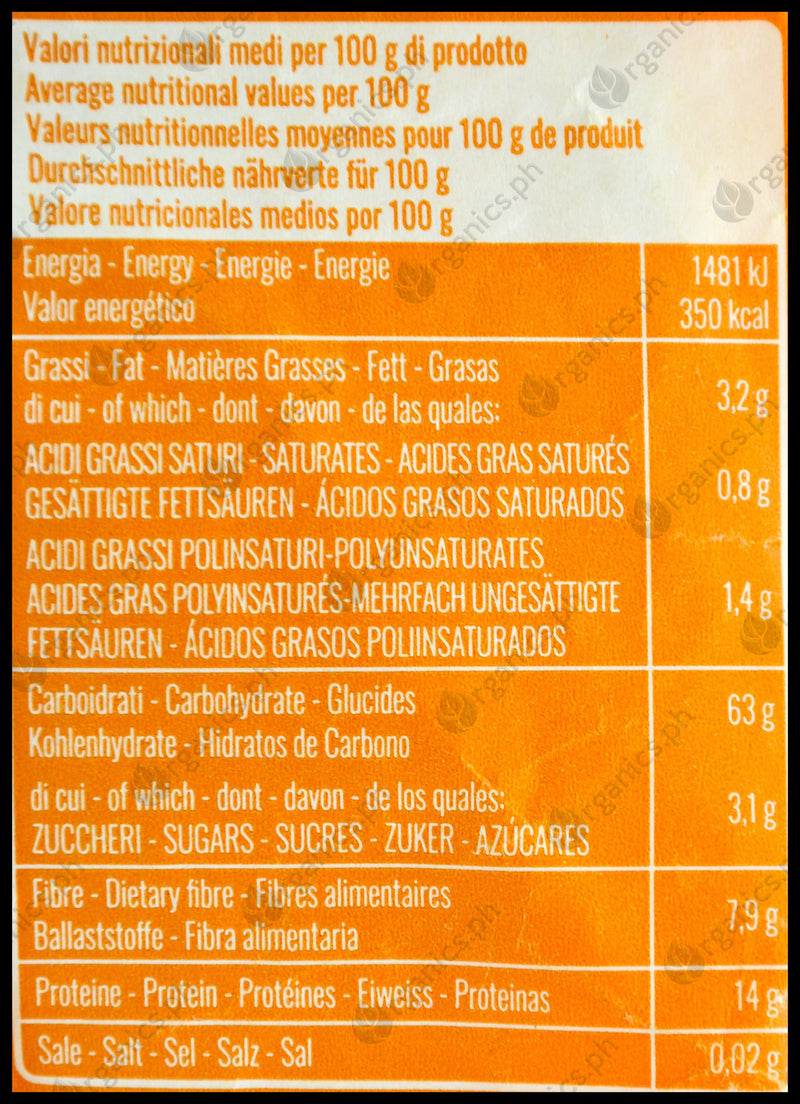 Valori nutrizionali medi per 100 g di prodotto
Average nutritional values per 100 g
Valeurs nutritionnelles moyennes pour 100 g de produit
Durchschnittliche nährverte für 100 g
Valore nutricionales medios por 100 g
Energia - Energy - Energie - Energie 1481 kJ
Valor energético 350 kcal
Grassi - Fat - Matières Grasses - Fett - Grasas
di cui - of which - dont - davon - de las quales: 3,2 g
ACIDI GRASSI SATURI - SATURATES - ACIDES GRAS SATURÉS
GESÄTTIGTE FETTSÄUREN - ÁCIDOS GRASOS SATURADOS 0,8 g
ACIDI GRASSI POLINSATURI-POLYUNSATURATES
ACIDES GRAS POLYINSATURÉS-MEHRFACH UNGESÄTTIGTE 1,4 g
FETTSÄUREN - ÁCIDOS GRASOS POLIINSATURADOS
Carboidrati - Carbohydrate - Glucides 63 g
Kohlenhydrate - Hidratos de Carbono
di cui - of which - dont - davon - de los quales: 3,1 g
ZUCCHERI - SUGARS - SUCRES - ZUKER - AZÚCARES
Fibre - Dietary fibre - Fibres alimentaires 7,9 g
Ballaststoffe - Fibra alimentaria
Proteine - Protein - Protéines - Eiweiss - Proteinas 14 g
Sale - Salt - Sel - Salz - Sal 0,02 g
Organics.ph